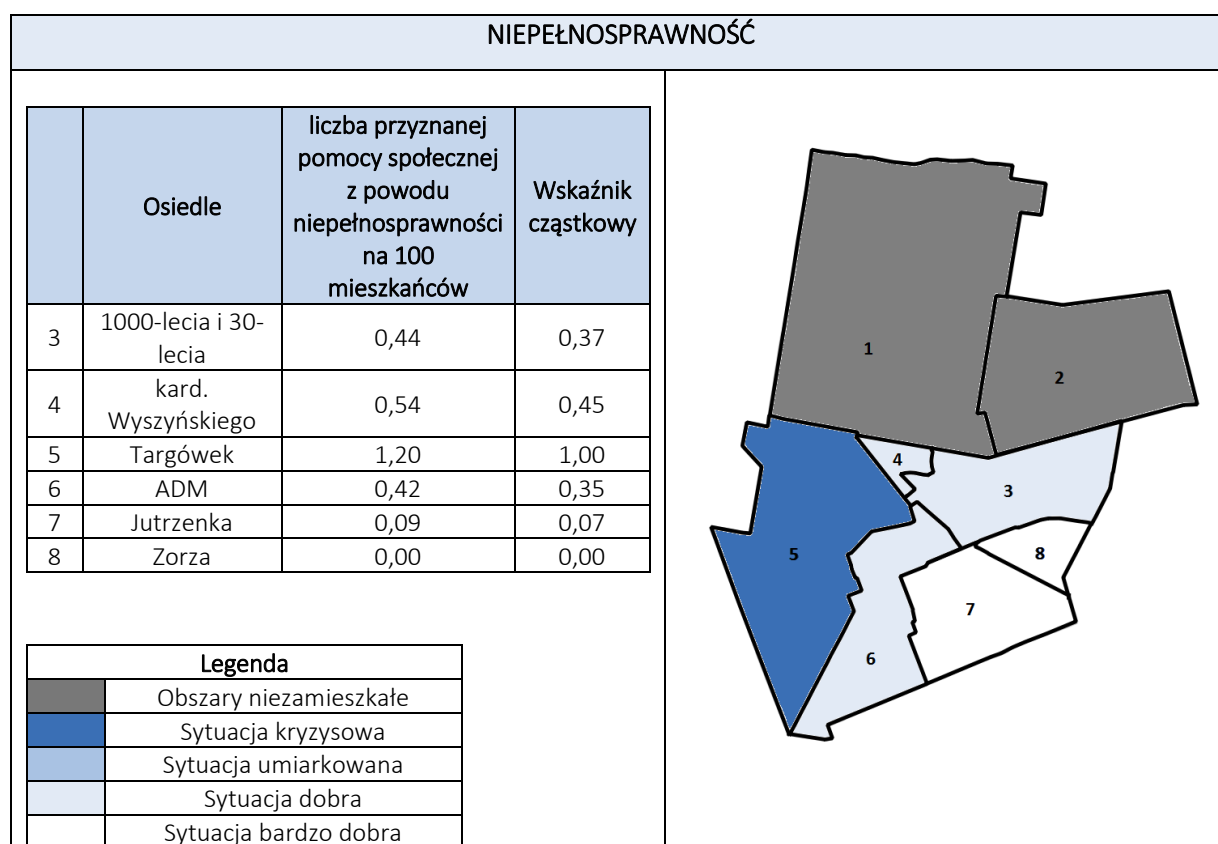 NIEPEŁNOSPRAWNOŚĆ
Osiedle
liczba przyznanej
pomocy społecznej
z powodu
niepełnosprawności
na 100
mieszkańców
Wskaźnik
cząstkowy
3 1000-lecia i 30-
lecia 0,44 0,37
4 kard.
Wyszyńskiego 0,54 0,45
5 Targówek 1,20 1,00
6 ADM 0,42 0,35
7 Jutrzenka 0,09 0,07
8 Zorza 0,00 0,00
Legenda
Obszary niezamieszkałe
Sytuacja kryzysowa
Sytuacja umiarkowana
Sytuacja dobra
Sytuacja bardzo dobra
1
2
4
3
5
8
7
6